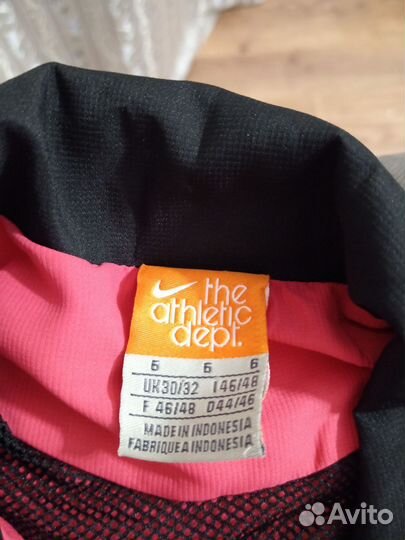 the
athletic
dept.
6 6 6
UK30/32 I46/48
F 46/48 D44/46
MADE IN INDONESIA
FABRIQUEA INDONESIA
Avito